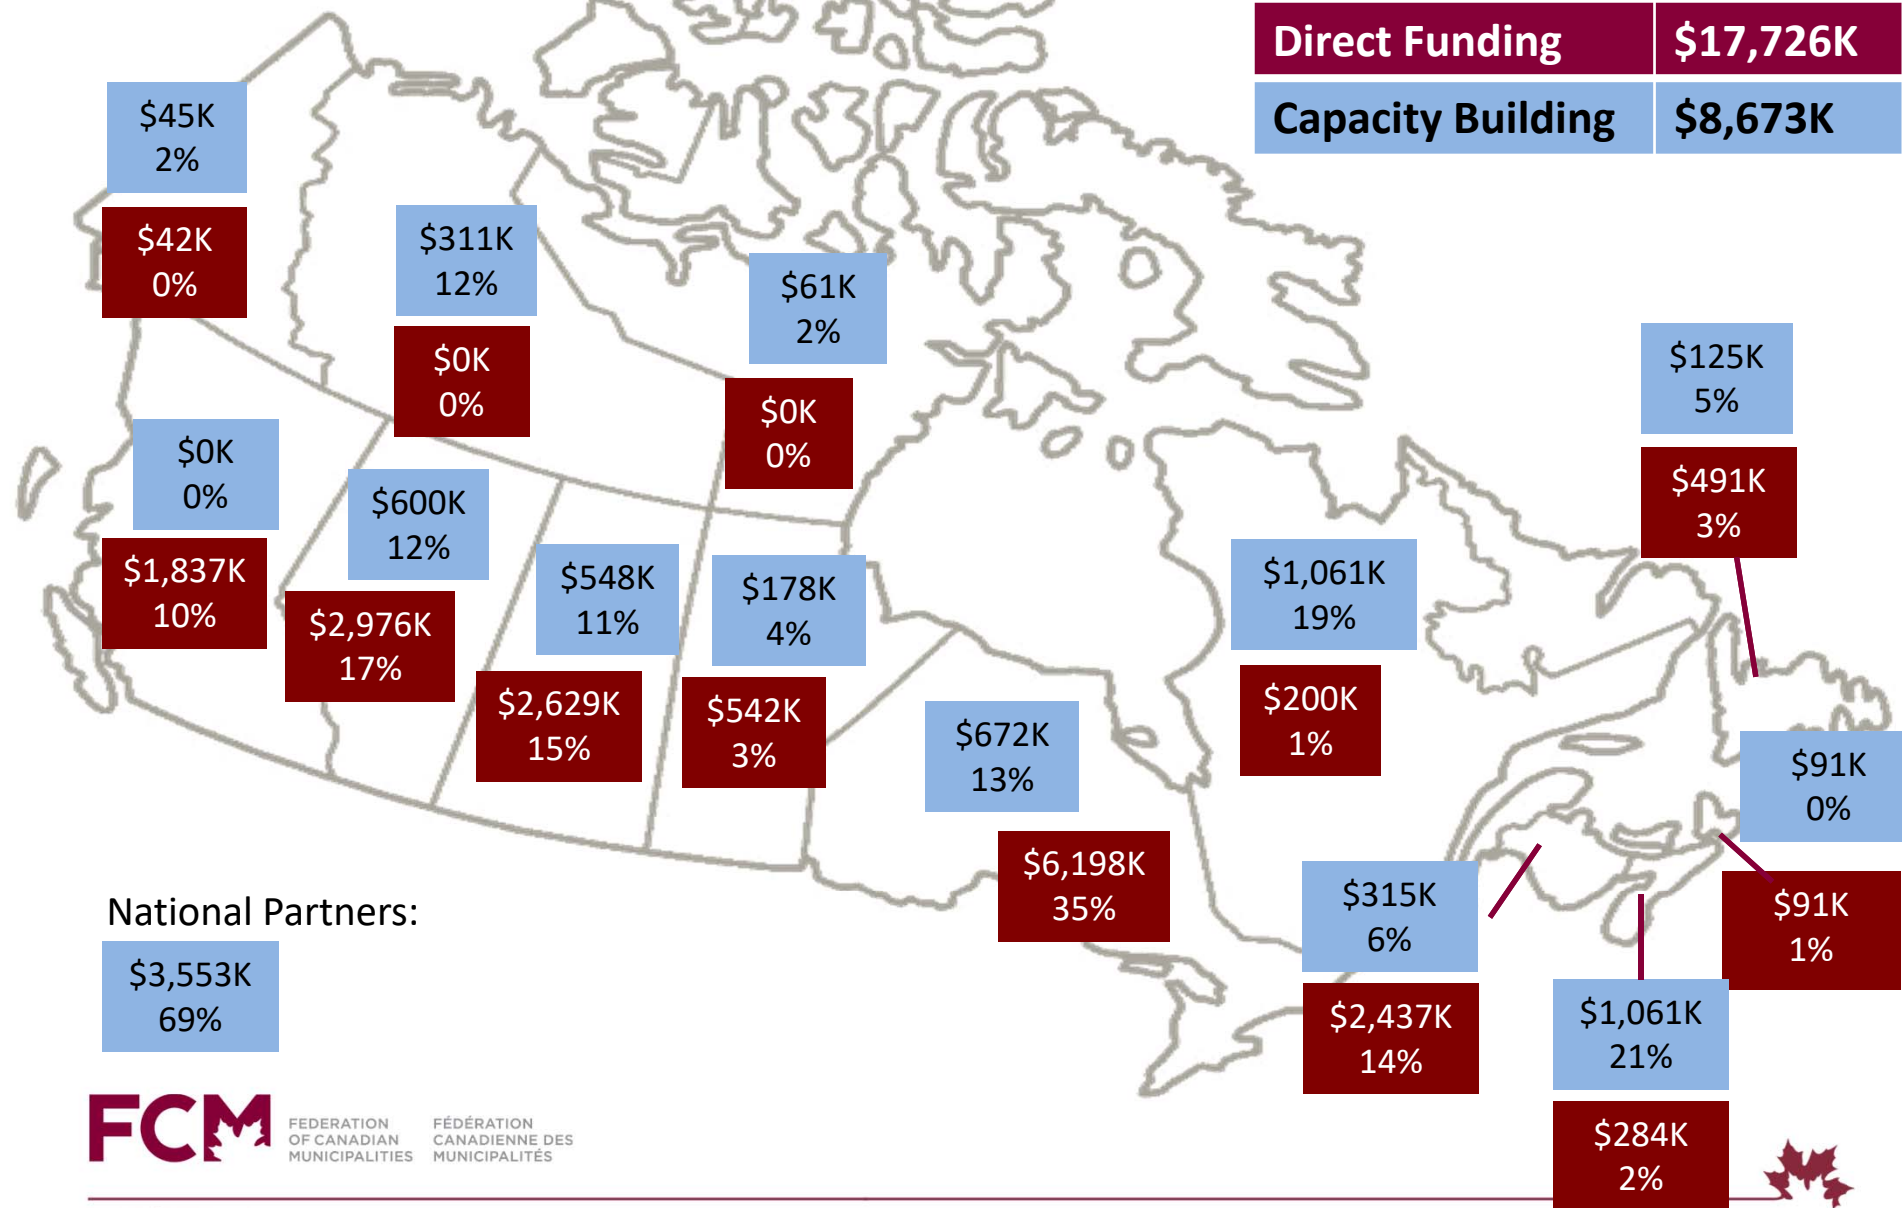 Direct Funding $17,726K
Capacity Building $8,673K
$45K
2%
$42K
0%
$311K
12%
$0K
0%
$61K
2%
$0K
0%
$125K
5%
$491K
3%
$0K
0%
$1,837K
10%
$600K
12%
$2,976K
17%
$548K
11%
$2,629K
15%
$178K
4%
$542K
3%
$672K
13%
$6,198K
35%
$1,061K
19%
$200K
1%
$91K
0%
$91K
1%
$315K
6%
$2,437K
14%
$1,061K
21%
$284K
2%
National Partners:
$3,553K
69%
FCM
FEDERATION
OF CANADIAN
MUNICIPALITIES
FÉDÉRATION
CANADIENNE DES
MUNICIPALITÉS